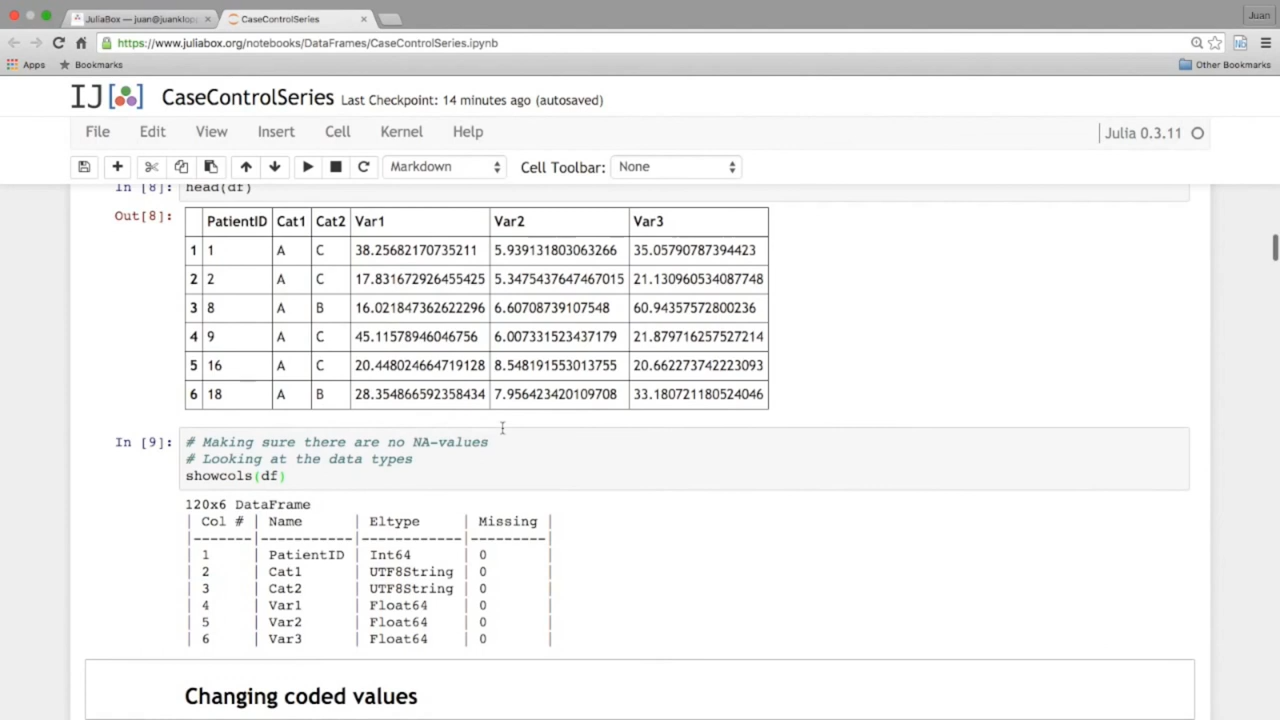 JuliaBox — juan@juanklopp
CaseControlSeries
Juan
https://www.juliabox.org/notebooks/DataFrames/CaseControlSeries.ipynb
Apps Bookmarks Other Bookmarks
IJ CaseControlSeries Last Checkpoint: 14 minutes ago (autosaved)
File Edit View Insert Cell Kernel Help Julia 0.3.11
Markdown Cell Toolbar: None
In [8]: head(df)
Out[8]:
PatientID Cat1 Cat2 Var1 Var2 Var3
1 1 A C 38.25682170735211 5.939131803063266 35.05790787394423
2 2 A C 17.831672926455425 5.3475437647467015 21.130960534087748
3 8 A B 16.021847362622296 6.60708739107548 60.94357572800236
4 9 A C 45.11578946046756 6.007331523437179 21.879716257527214
5 16 A C 20.448024664719128 8.548191553013755 20.662273742223093
6 18 A B 28.354866592358434 7.956423420109708 33.180721180524046
In [9]: # Making sure there are no NA-values
# Looking at the data types
showcols(df)
120x6 DataFrame
| Col # | Name | Eltype | Missing |
|-------|-----------|------------|---------|
| 1 | PatientID | Int64 | 0 |
| 2 | Cat1 | UTF8String | 0 |
| 3 | Cat2 | UTF8String | 0 |
| 4 | Var1 | Float64 | 0 |
| 5 | Var2 | Float64 | 0 |
| 6 | Var3 | Float64 | 0 |
Changing coded values